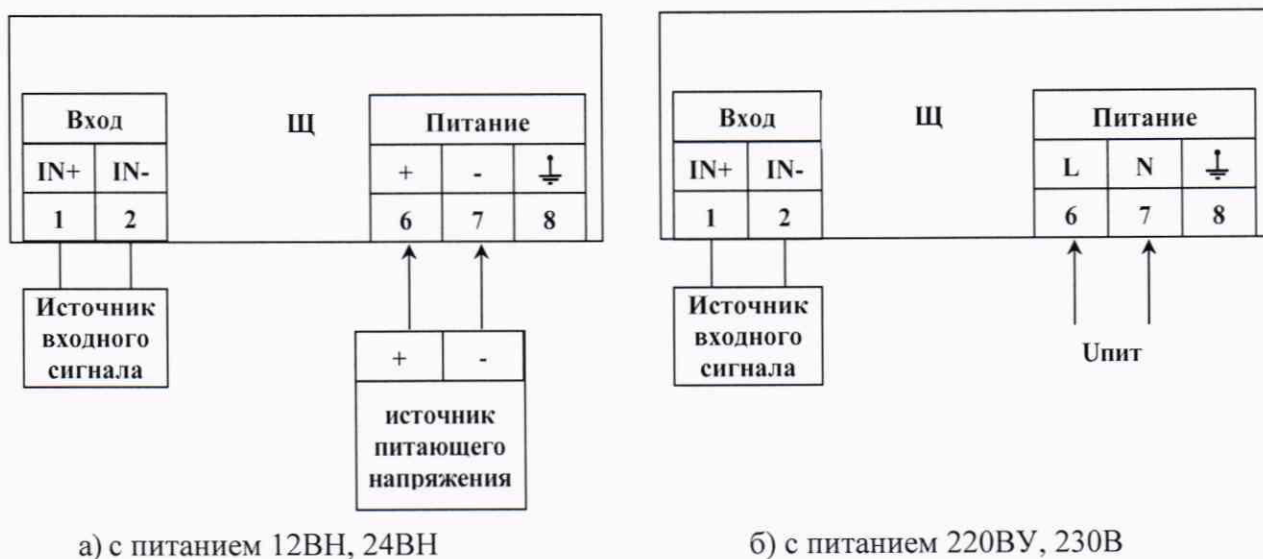 Вход
Щ
Питание
IN+ IN- + -
1 2 6 7 8
Источник
входного
сигнала
+ -
источник
питающего
напряжения
а) с питанием 12ВН, 24ВН
Вход
Щ
Питание
IN+ IN- L N
1 2 6 7 8
Источник
входного
сигнала
Uпит
б) с питанием 220ВУ, 230В